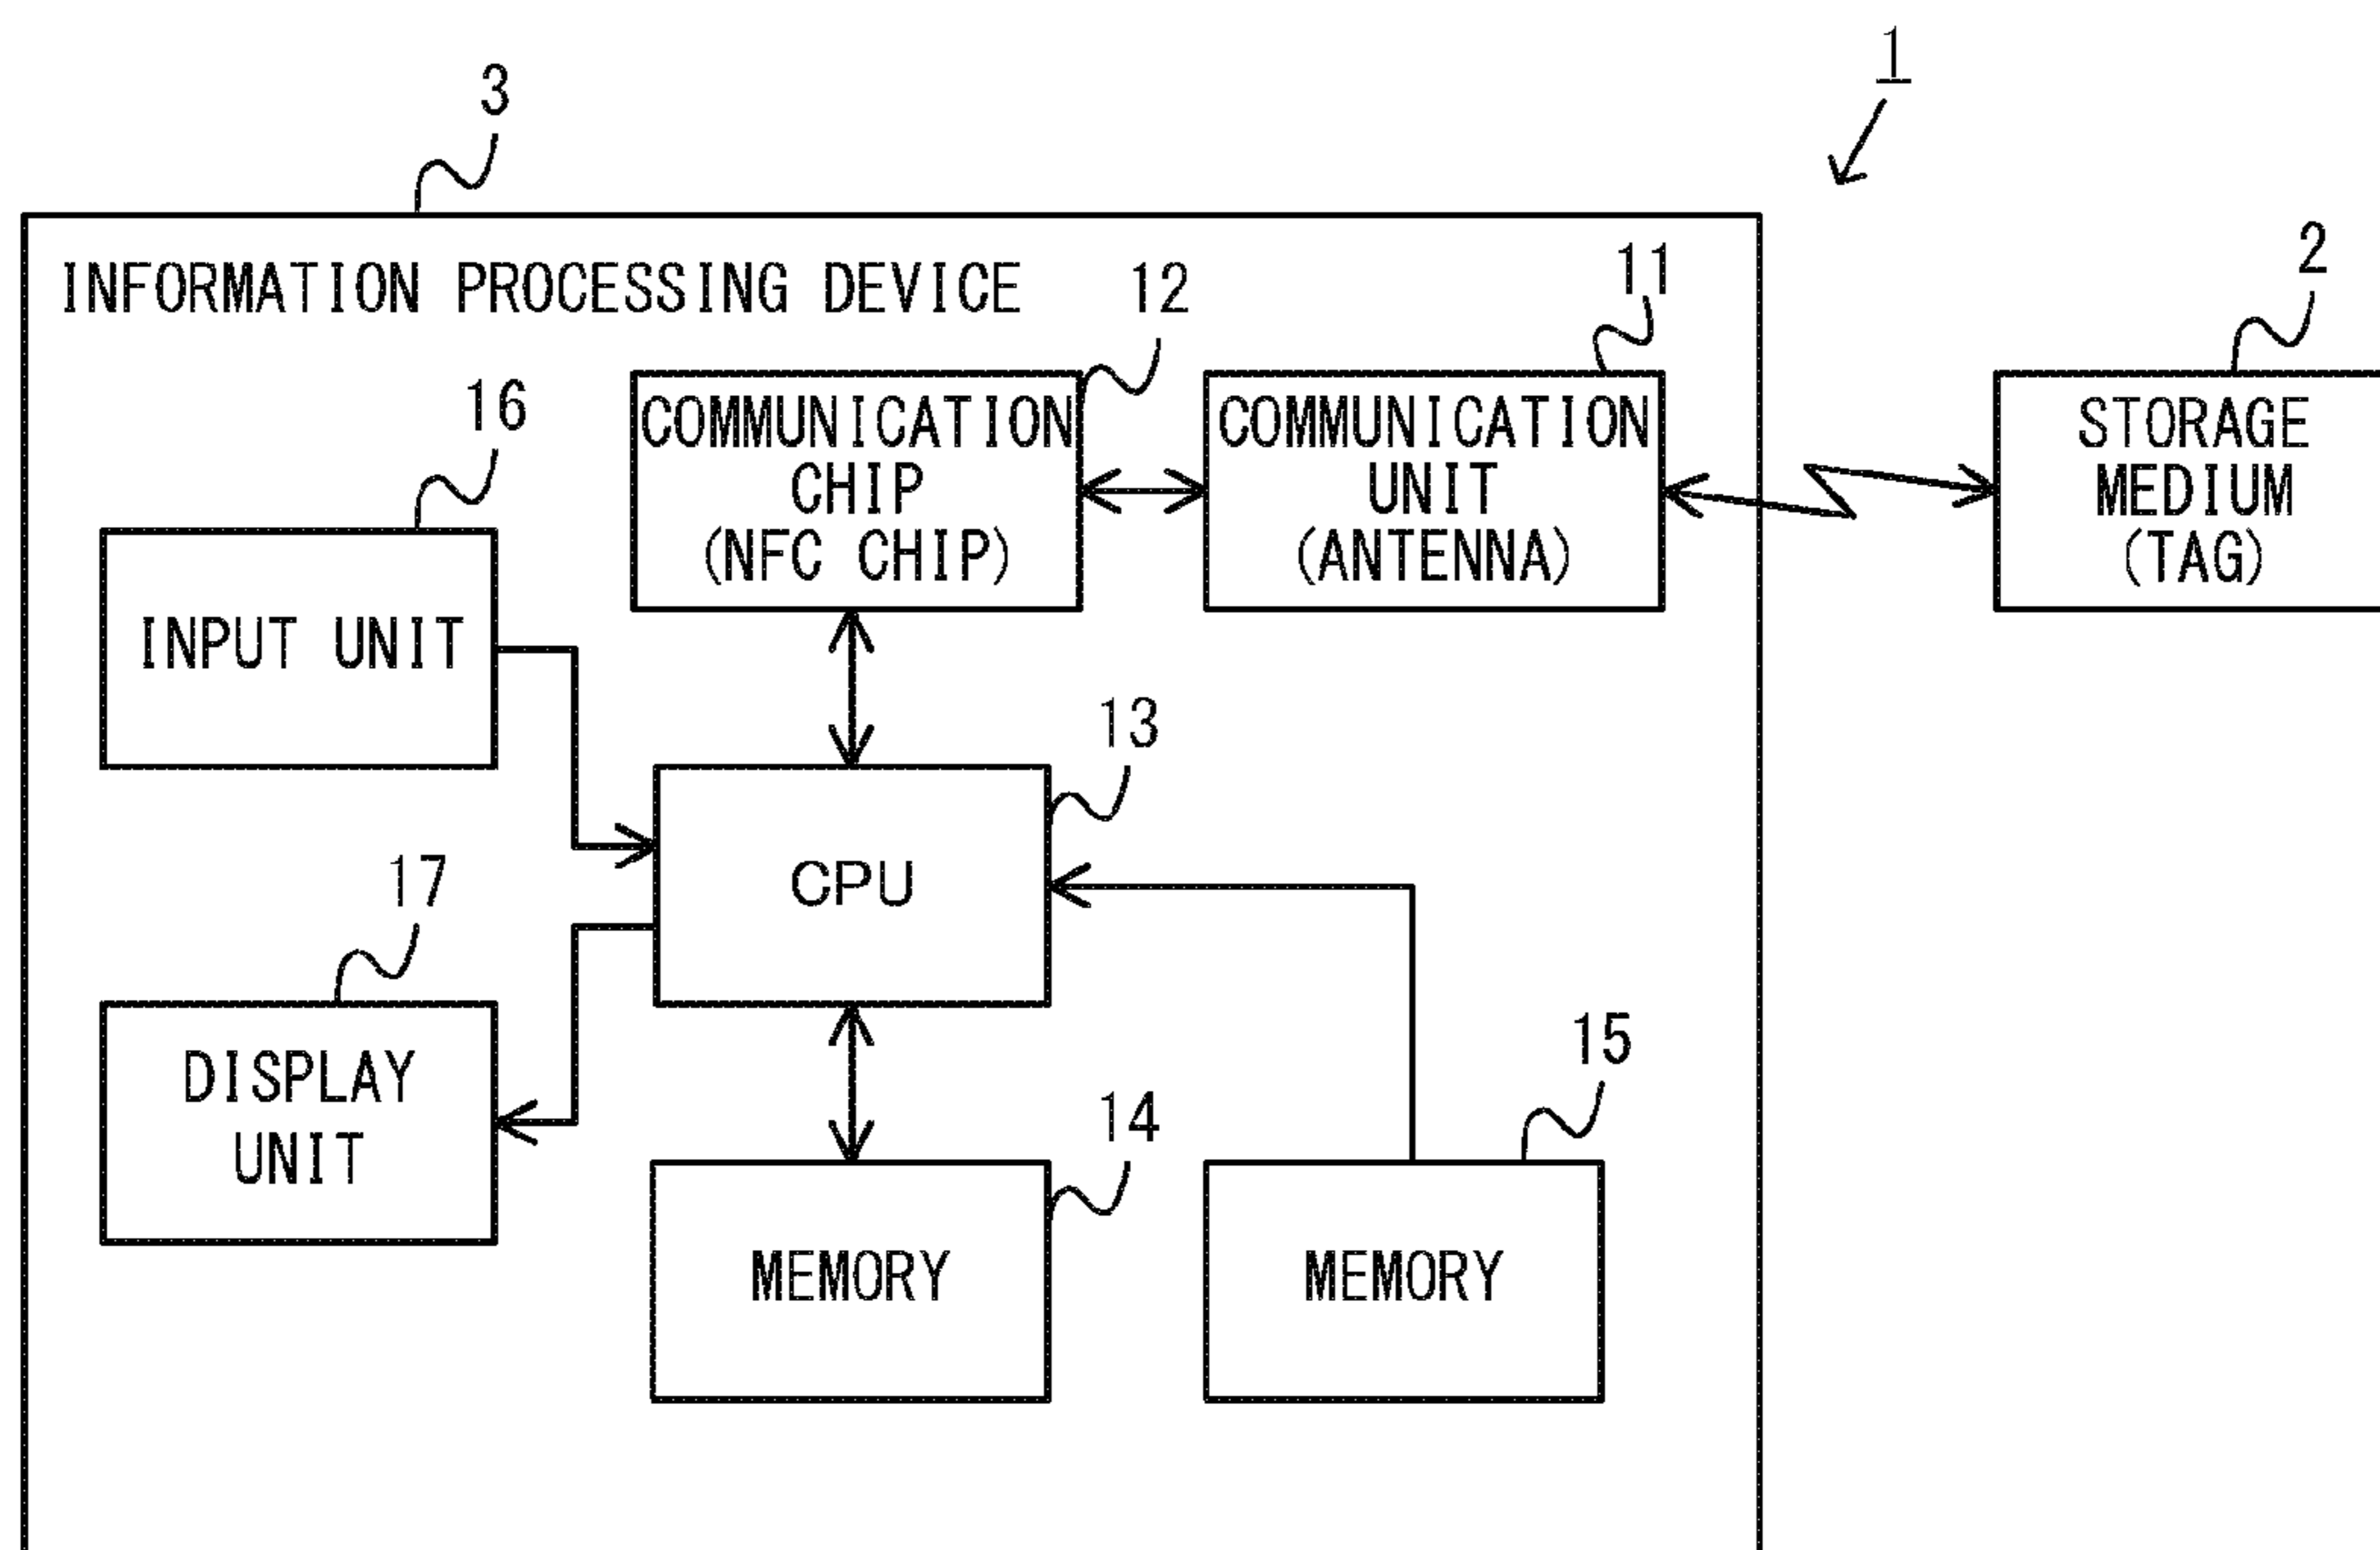 1
3
INFORMATION PROCESSING DEVICE
12
11
2
16
COMMUNICATION
CHIP
(NFC CHIP)
COMMUNICATION
UNIT
(ANTENNA)
STORAGE
MEDIUM
(TAG)
INPUT UNIT
13
CPU
17
DISPLAY
UNIT
14
15
MEMORY
MEMORY